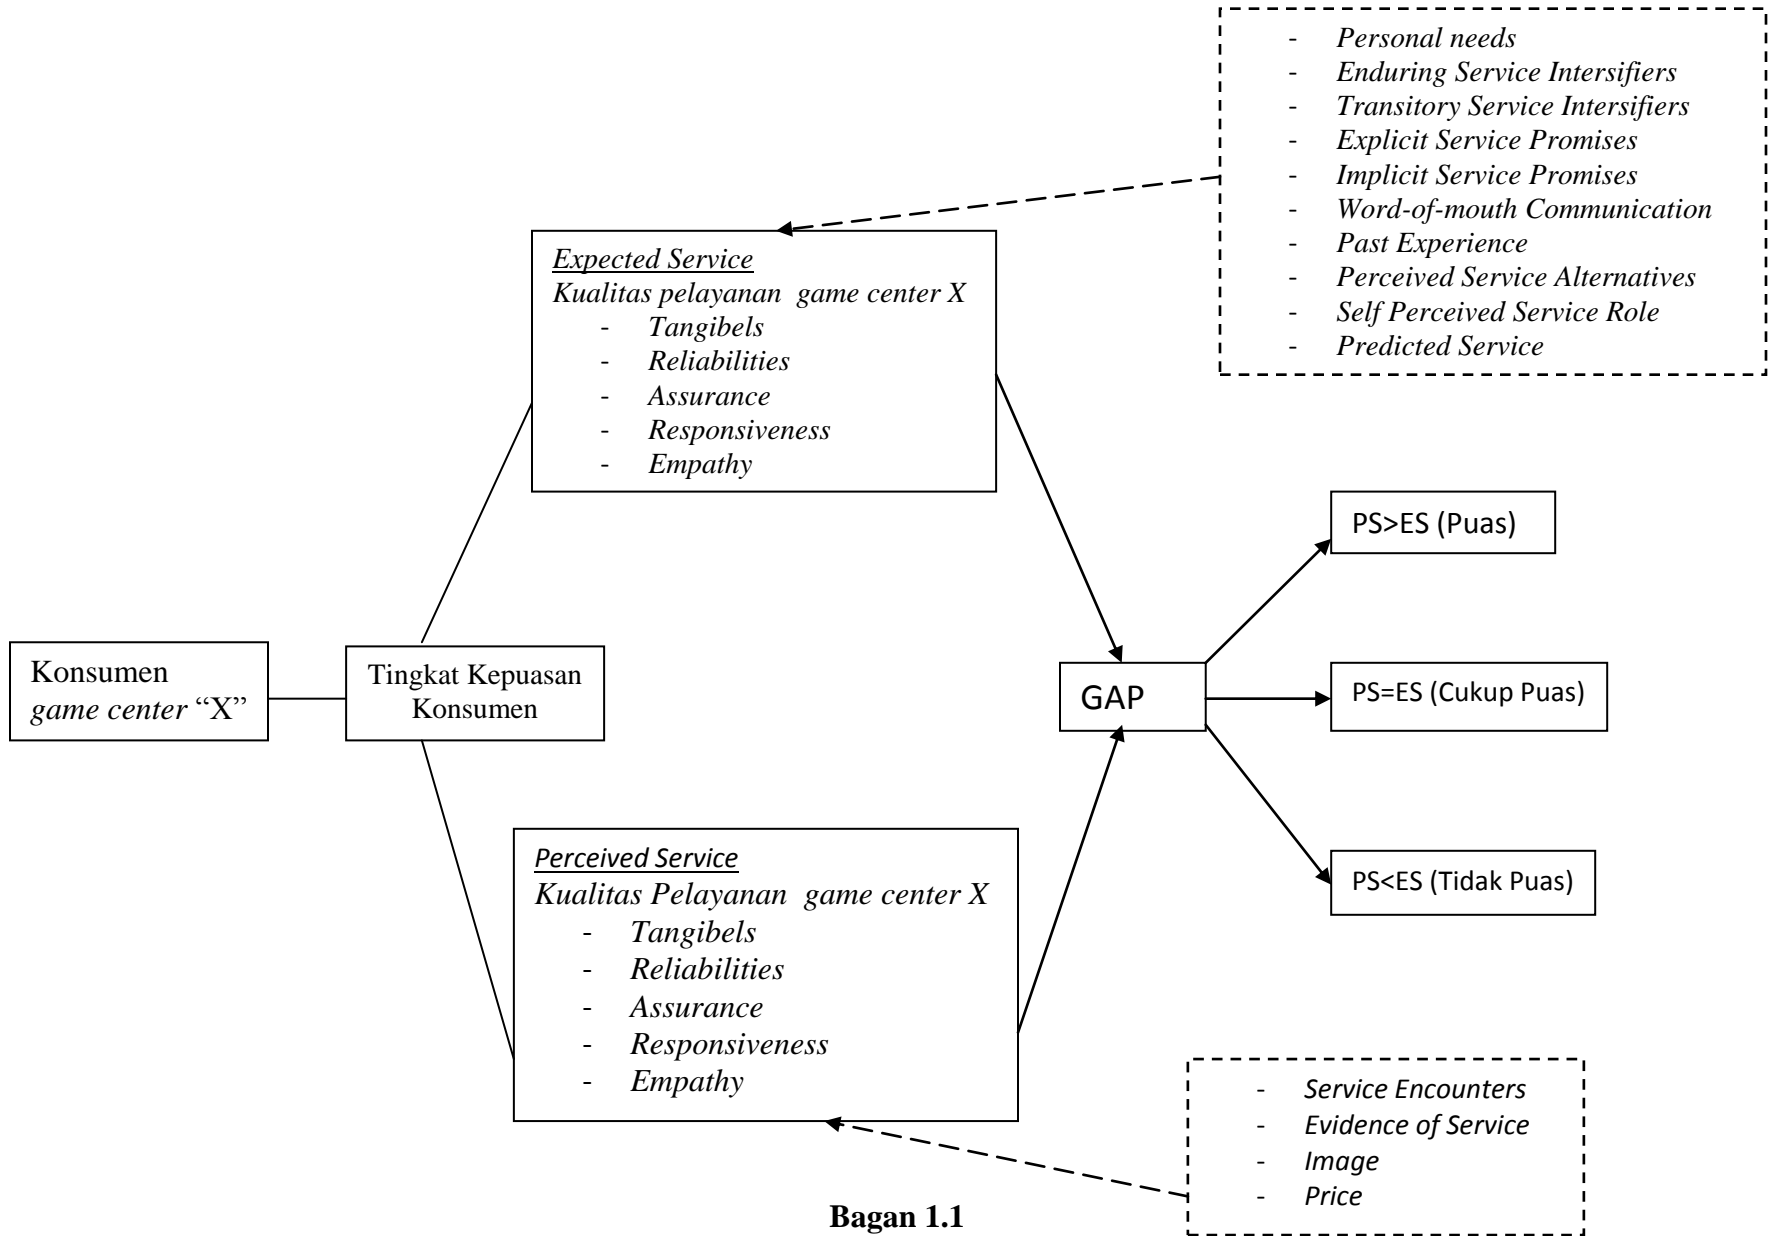 - Personal needs
- Enduring Service Intersifiers
- Transitory Service Intersifiers
- Explicit Service Promises
- Implicit Service Promises
- Word-of-mouth Communication
- Past Experience
- Perceived Service Alternatives
- Self Perceived Service Role
- Predicted Service
Expected Service
Kualitas pelayanan game center X
- Tangibels
- Reliabilities
- Assurance
- Responsiveness
- Empathy
Konsumen
game center “X”
Tingkat Kepuasan
Konsumen
GAP
PS>ES (Puas)
PS=ES (Cukup Puas)
PS<ES (Tidak Puas)
Perceived Service
Kualitas Pelayanan game center X
- Tangibels
- Reliabilities
- Assurance
- Responsiveness
- Empathy
- Service Encounters
- Evidence of Service
- Image
- Price
Bagan 1.1